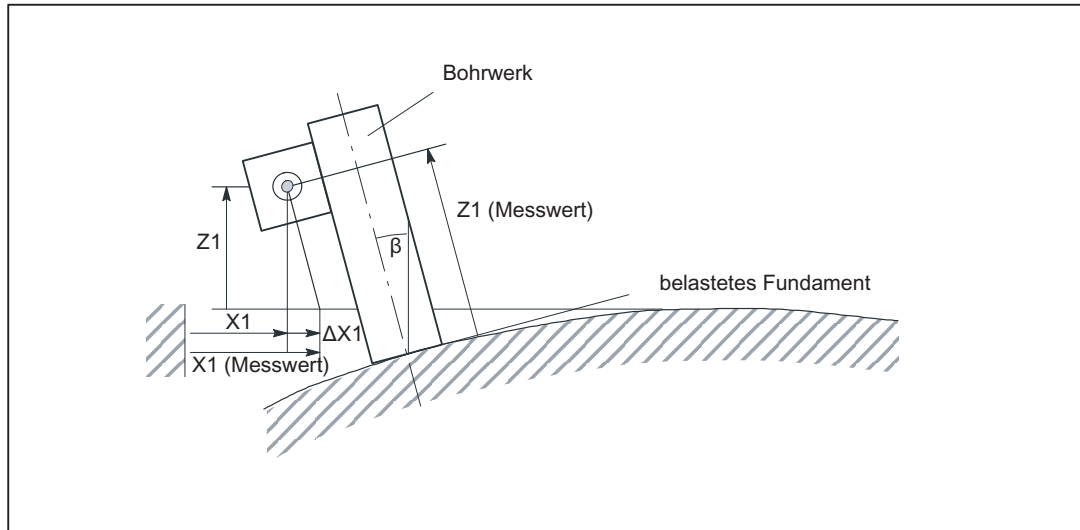 Bohrwerk
Z1 (Messwert)
Z1
β
belastetes Fundament
X1
ΔX1
X1 (Messwert)